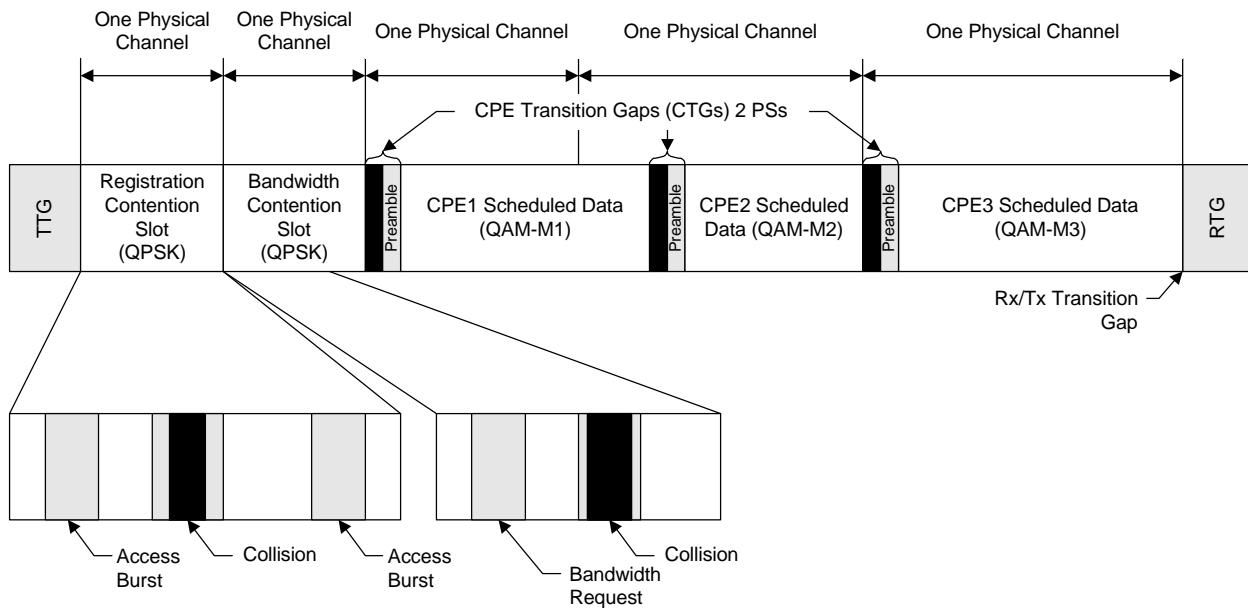 One Physical
Channel
One Physical
Channel
One Physical Channel
One Physical Channel
One Physical Channel
CPE Transition Gaps (CTGs) 2 PSs
TTG
Registration
Contention
Slot
(QPSK)
Bandwidth
Contention
Slot
(QPSK)
Preamble
CPE1 Scheduled Data
(QAM-M1)
Preamble
CPE2 Scheduled
Data (QAM-M2)
Preamble
CPE3 Scheduled Data
(QAM-M3)
RTG
Rx/Tx Transition
Gap
Access
Burst
Collision
Access
Burst
Bandwidth
Request
Collision